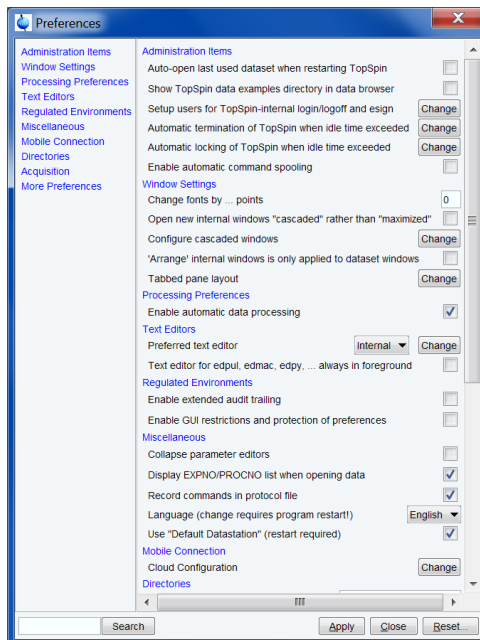 Preferences
Administration Items
Window Settings
Processing Preferences
Text Editors
Regulated Environments
Miscellaneous
Mobile Connection
Directories
Acquisition
More Preferences
Administration Items
Auto-open last used dataset when restarting TopSpin
Show TopSpin data examples directory in data browser
Setup users for TopSpin-internal login/logoff and esign Change
Automatic termination of TopSpin when idle time exceeded Change
Automatic locking of TopSpin when idle time exceeded Change
Enable automatic command spooling
Window Settings
Change fonts by ... points 0
Open new internal windows "cascaded" rather than "maximized"
Configure cascaded windows Change
'Arrange' internal windows is only applied to dataset windows
Tabbed pane layout Change
Processing Preferences
Enable automatic data processing
Text Editors
Preferred text editor Internal Change
Text editor for edpul, edmac, edpy, ... always in foreground
Regulated Environments
Enable extended audit trailing
Enable GUI restrictions and protection of preferences
Miscellaneous
Collapse parameter editors
Display EXPNO/PROCNO list when opening data
Record commands in protocol file
Language (change requires program restart!) English
Use "Default Datastation" (restart required)
Mobile Connection
Cloud Configuration Change
Directories
Search Apply Close Reset...